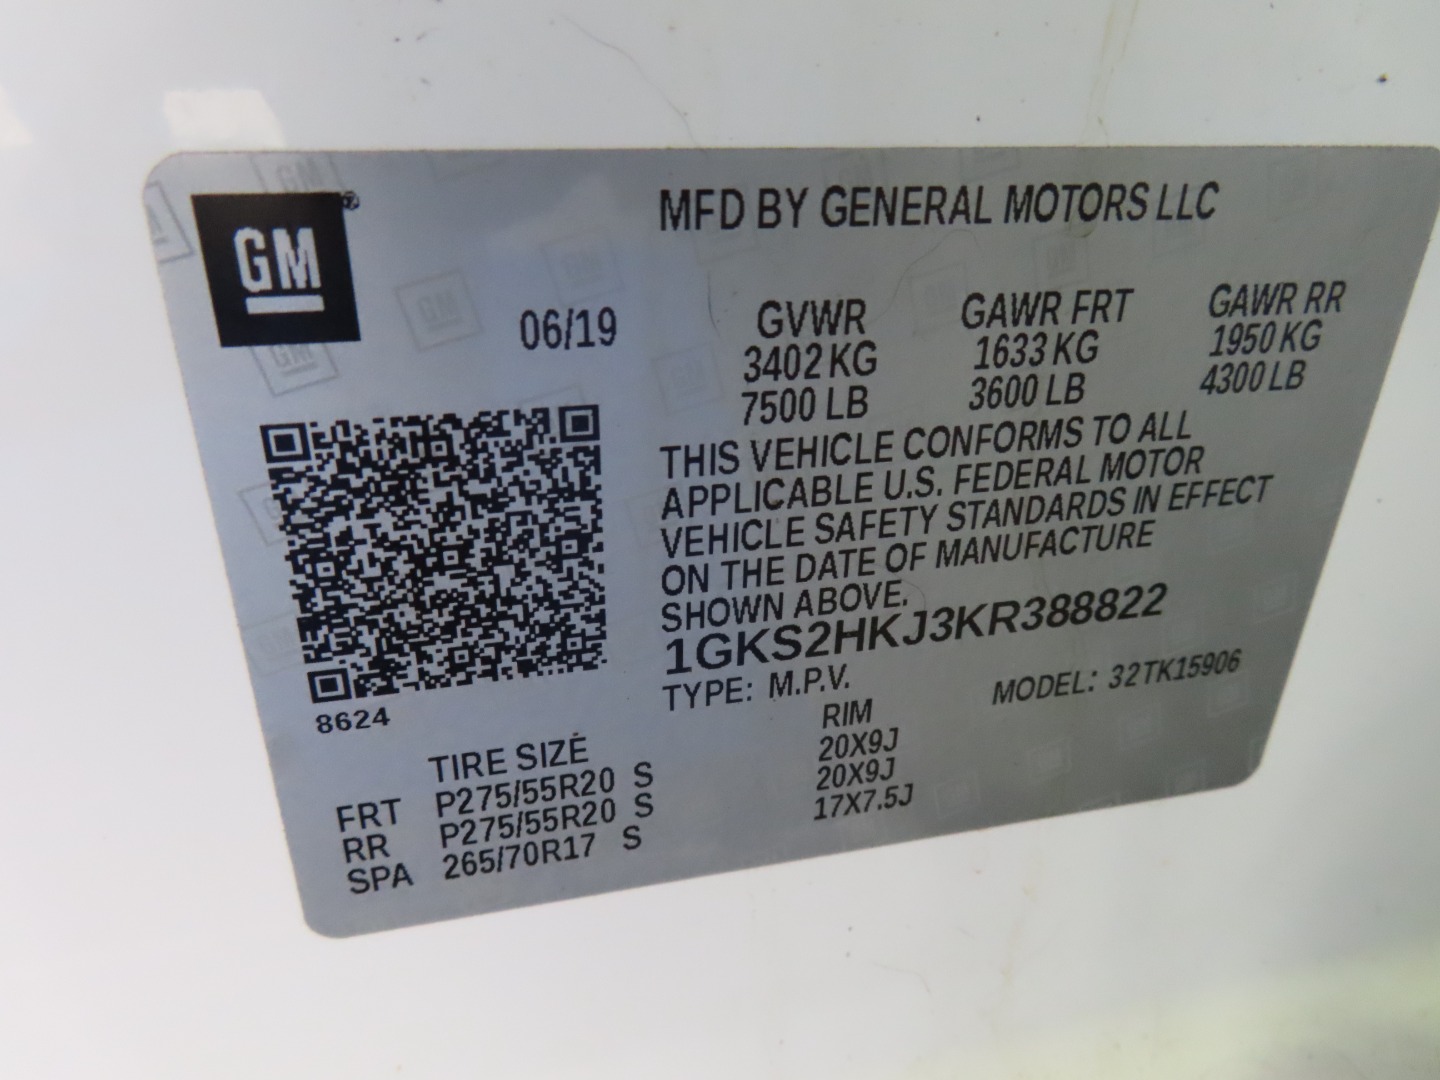 GM
®
MFD BY GENERAL MOTORS LLC
06/19
GVWR GAWR FRT GAWR RR
3402 KG 1633 KG 1950 KG
7500 LB 3600 LB 4300 LB
THIS VEHICLE CONFORMS TO ALL
APPLICABLE U.S. FEDERAL MOTOR
VEHICLE SAFETY STANDARDS IN EFFECT
ON THE DATE OF MANUFACTURE
SHOWN ABOVE.
1GKS2HKJ3KR388822
TYPE: M.P.V. MODEL: 32TK15906
8624
TIRE SIZE RIM
FRT P275/55R20 S 20X9J
RR P275/55R20 S 20X9J
SPA 265/70R17 S 17X7.5J